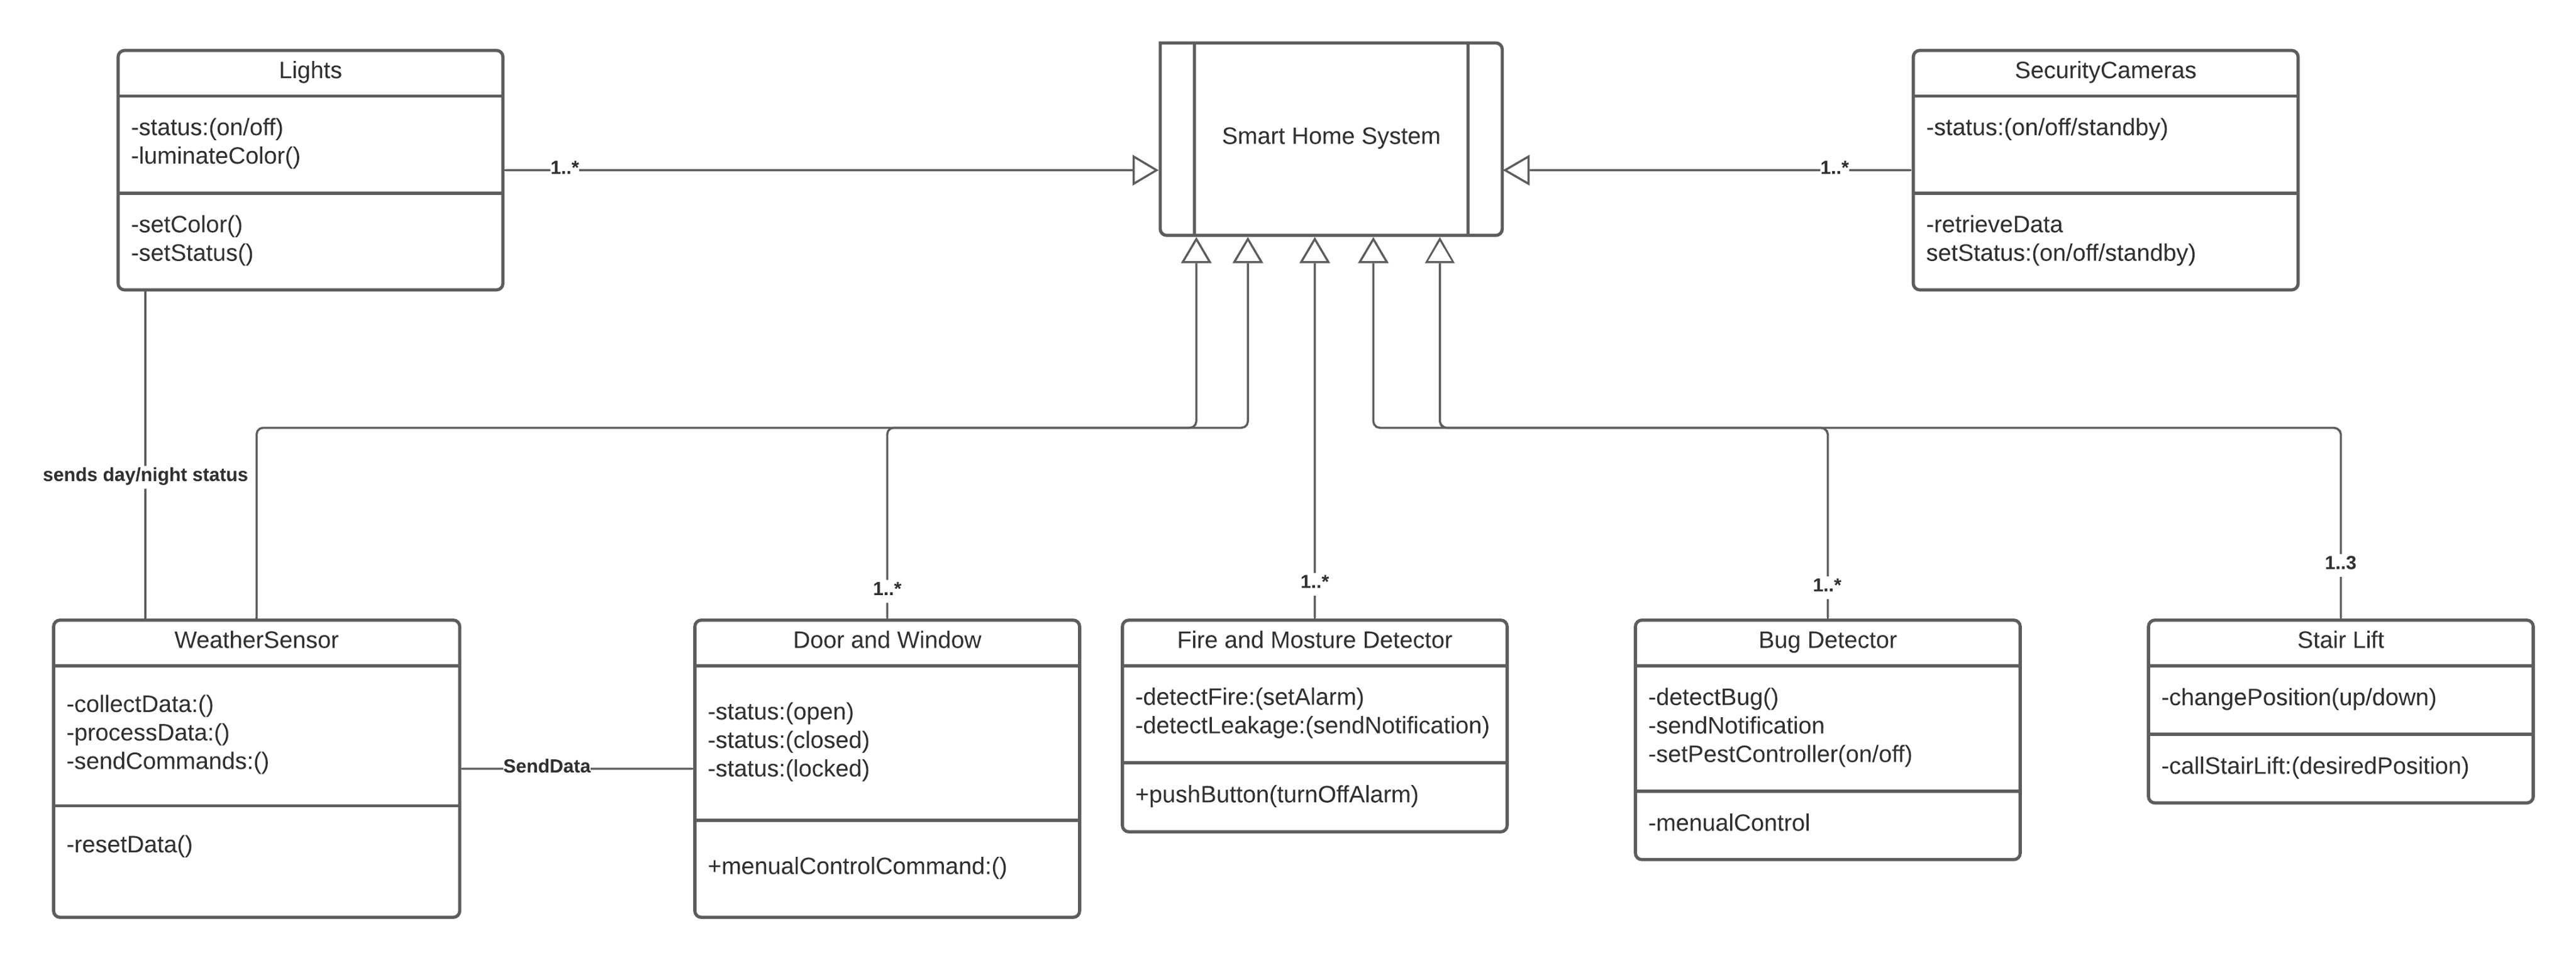 Lights
-status:(on/off)
-luminateColor()
-setColor()
-setStatus()
1..*
Smart Home System
1..*
SecurityCameras
-status:(on/off/standby)
-retrieveData
setStatus:(on/off/standby)
sends day/night status
1..*
1..*
1..*
1..3
WeatherSensor
-collectData:()
-processData:()
-sendCommands:()
-resetData()
SendData
Door and Window
-status:(open)
-status:(closed)
-status:(locked)
+menualControlCommand:()
Fire and Mosture Detector
-detectFire:(setAlarm)
-detectLeakage:(sendNotification)
+pushButton(turnOffAlarm)
Bug Detector
-detectBug()
-sendNotification
-setPestController(on/off)
-menualControl
Stair Lift
-changePosition(up/down)
-callStairLift:(desiredPosition)